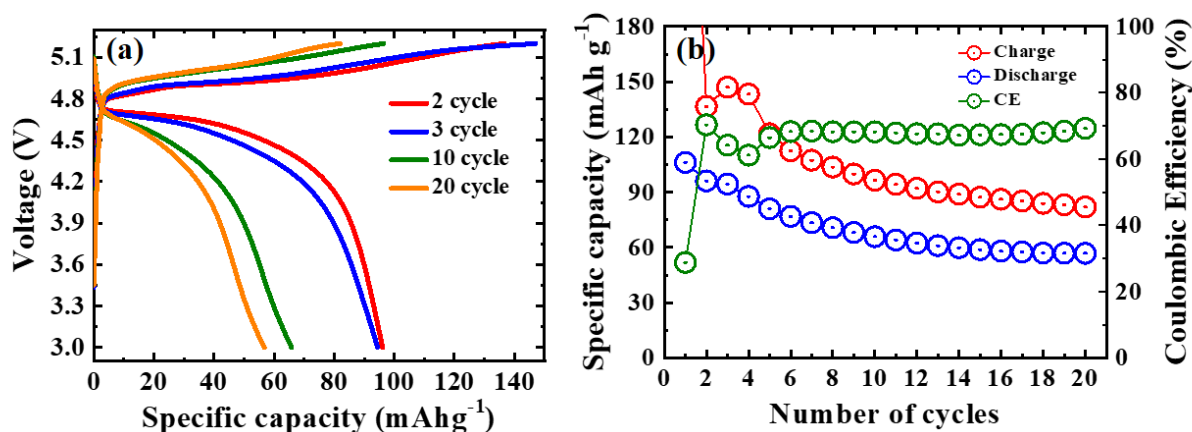 (a)
5.1
4.8
4.5
4.2
3.9
3.6
3.3
3.0
Voltage (V)
2 cycle
3 cycle
10 cycle
20 cycle
0 20 40 60 80 100 120 140
Specific capacity (mAhg-1)
(b)
180
150
120
90
60
30
0
Specific capacity (mAh g-1)
Charge
Discharge
CE
100
80
60
40
20
0
Coulombic Efficiency (%)
0 2 4 6 8 10 12 14 16 18 20
Number of cycles